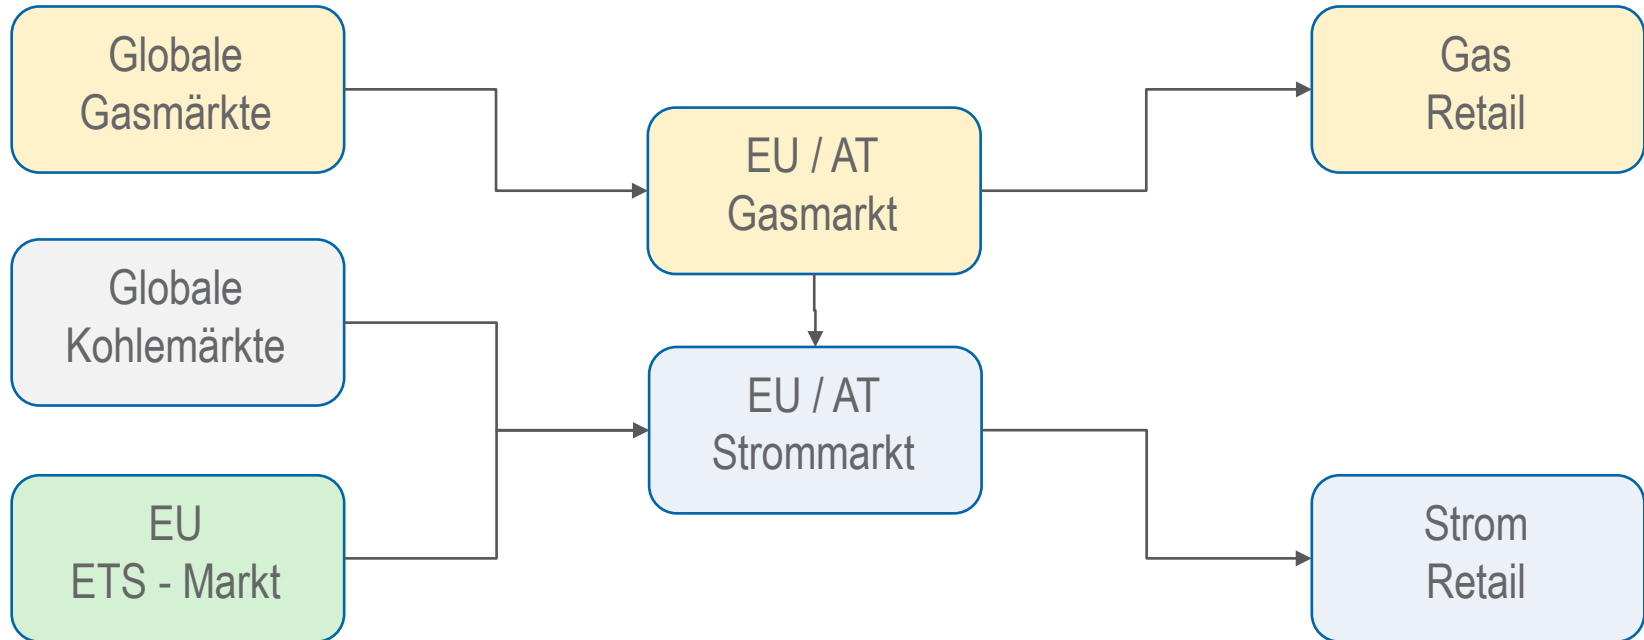 Globale
Gasmärkte
Gas
Retail
EU / AT
Gasmarkt
Globale
Kohlemärkte
EU / AT
Strommarkt
EU
ETS - Markt
Strom
Retail